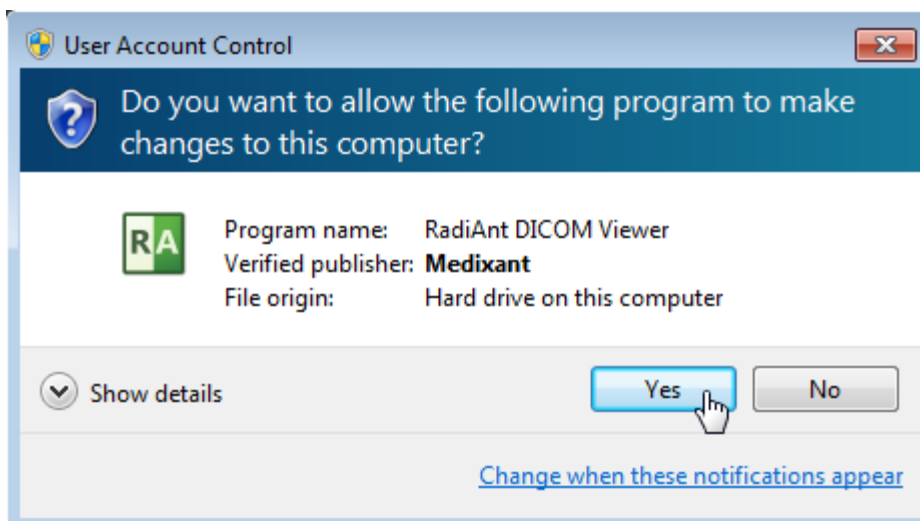 User Account Control
Do you want to allow the following program to make
changes to this computer?
RA
Program name: RadiAnt DICOM Viewer
Verified publisher: Medixant
File origin: Hard drive on this computer
Show details
Yes
No
Change when these notifications appear